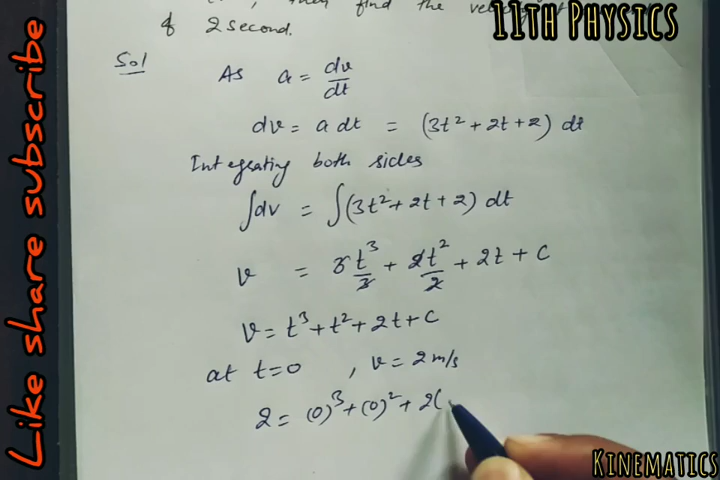 11th Physics
find the
of 2 second.
Sol
As a = dv/dt
dv = a dt = (3t² + 2t + 2) dt
Integrating both sides
∫dv = ∫(3t² + 2t + 2) dt
v = 3t³/3 + 2t²/2 + 2t + C
v = t³ + t² + 2t + C
at t = 0 , v = 2 m/s
2 = (0)³ + (0)² + 2(
Like share subscribe
Kinematics